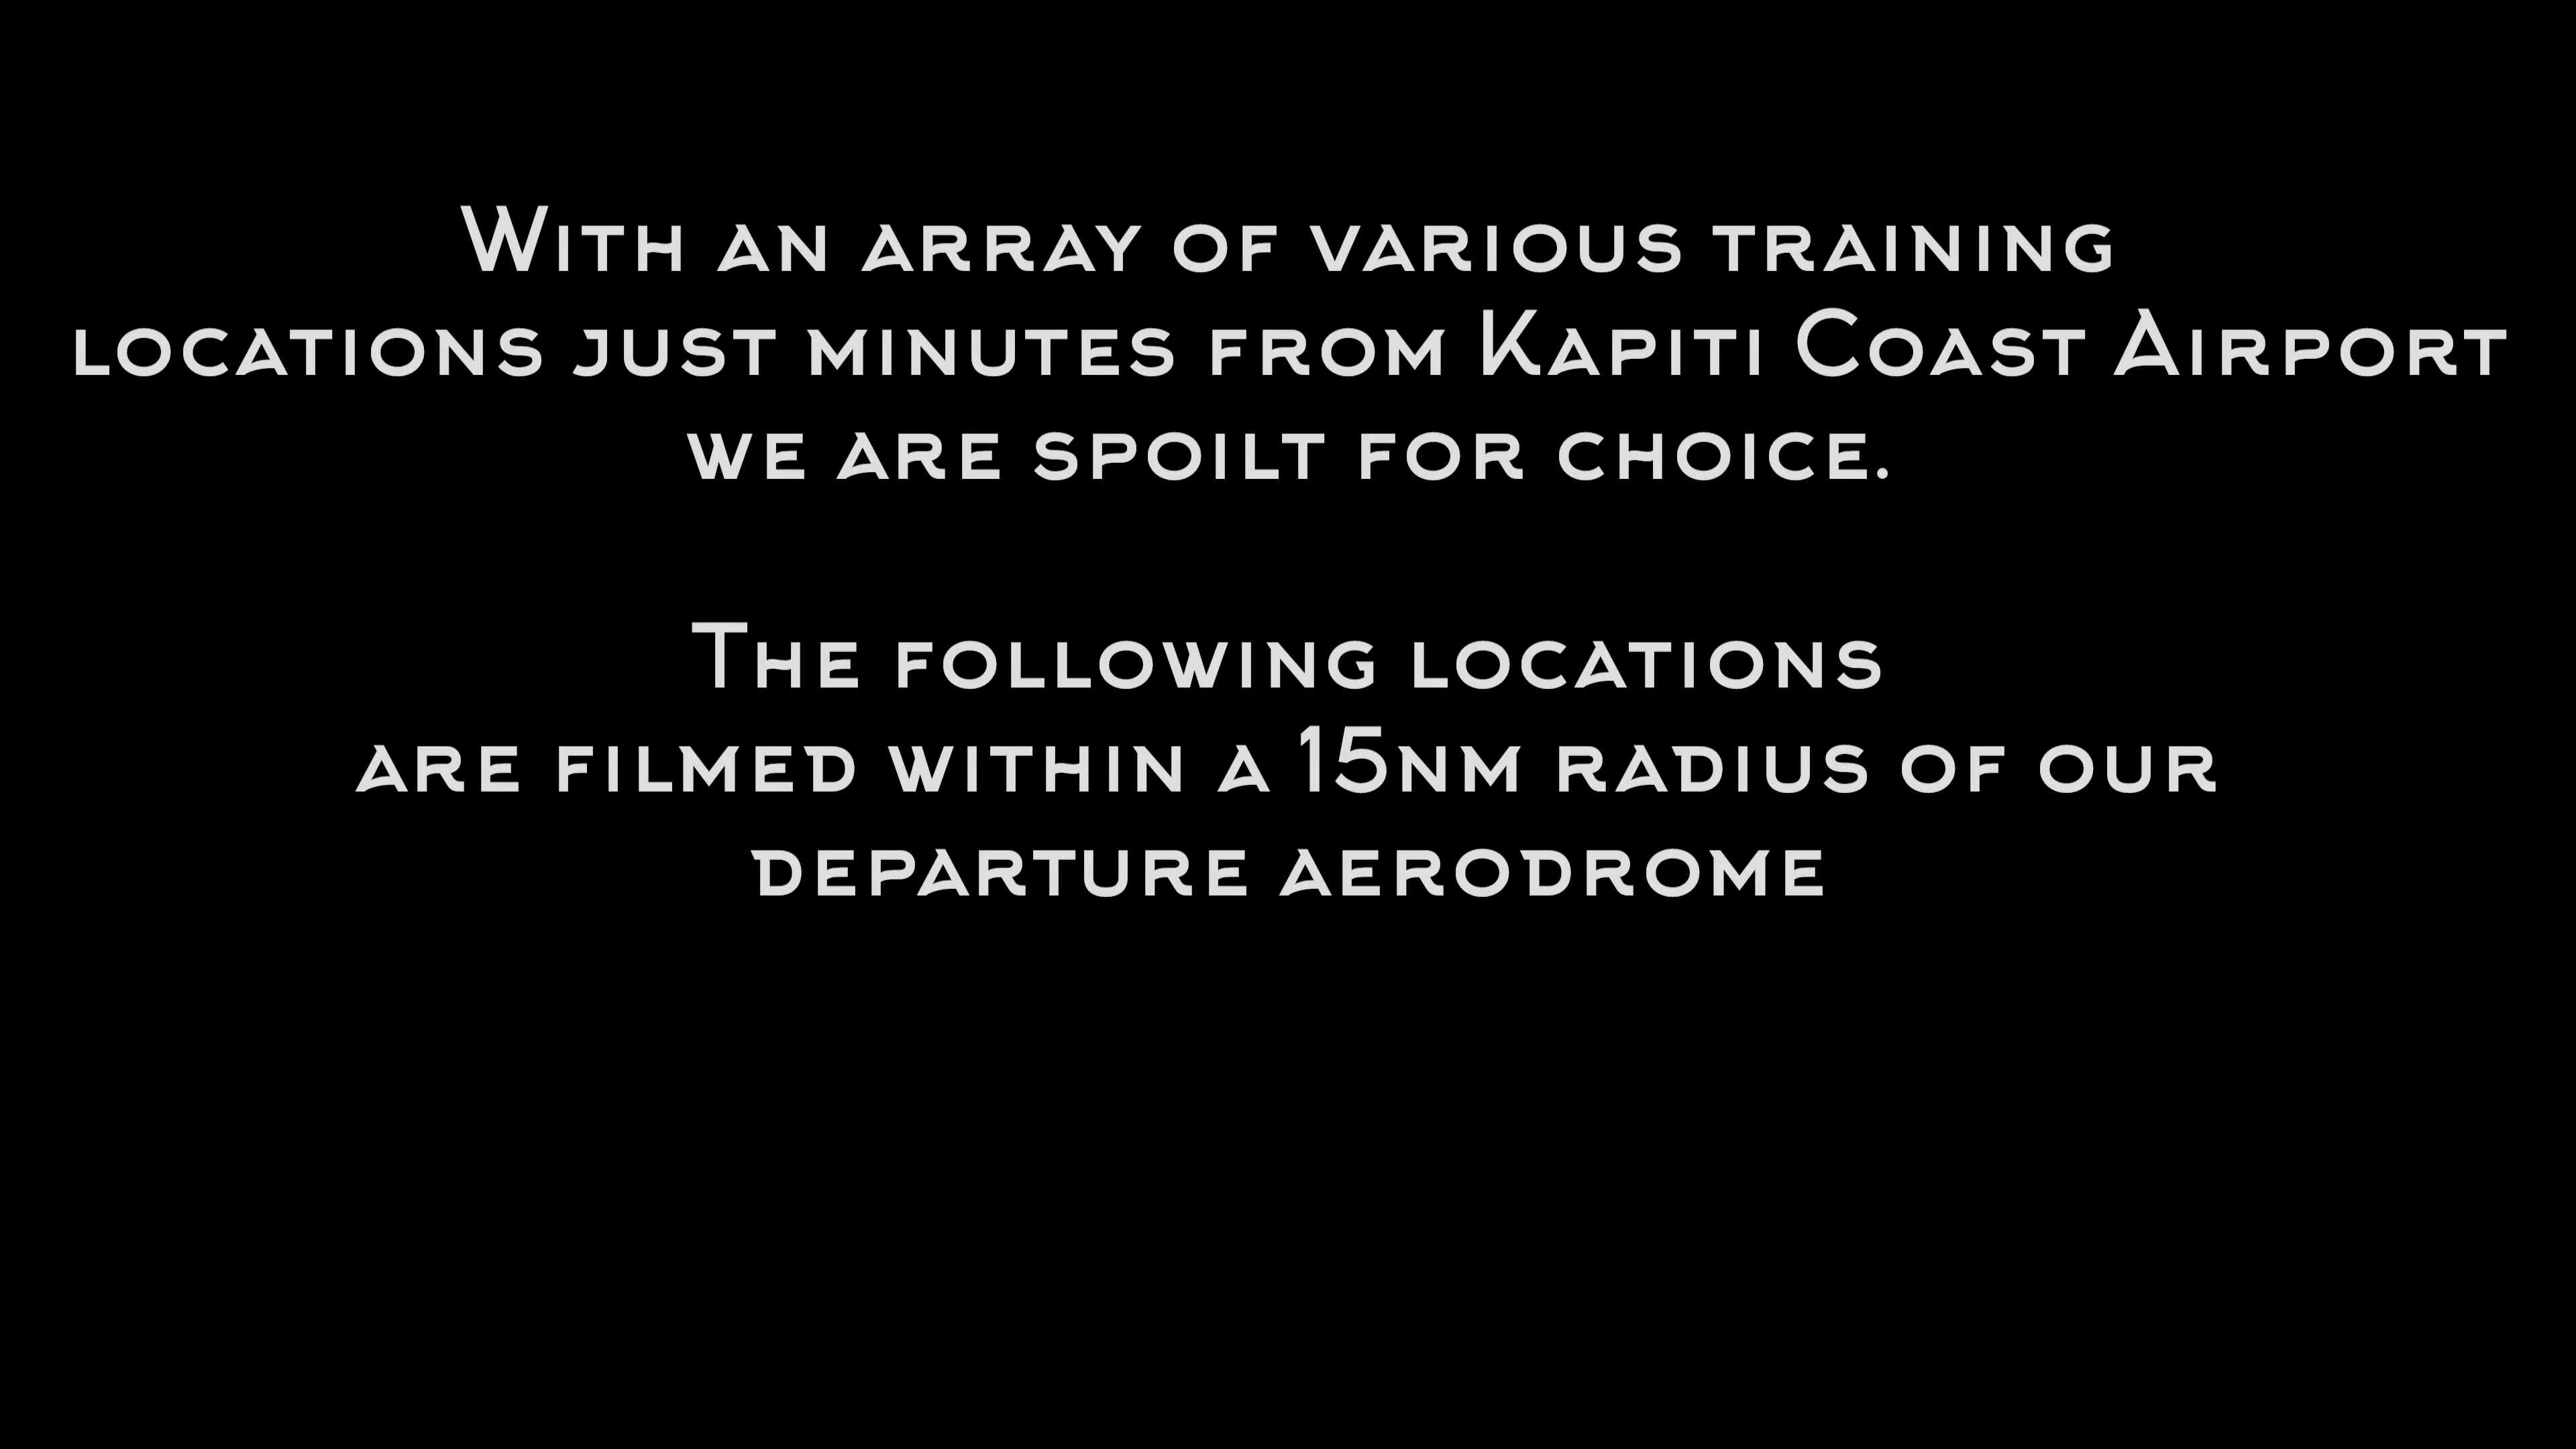 With an array of various training
locations just minutes from Kapiti Coast Airport
we are spoilt for choice.
The following locations
are filmed within a 15nm radius of our
departure aerodrome